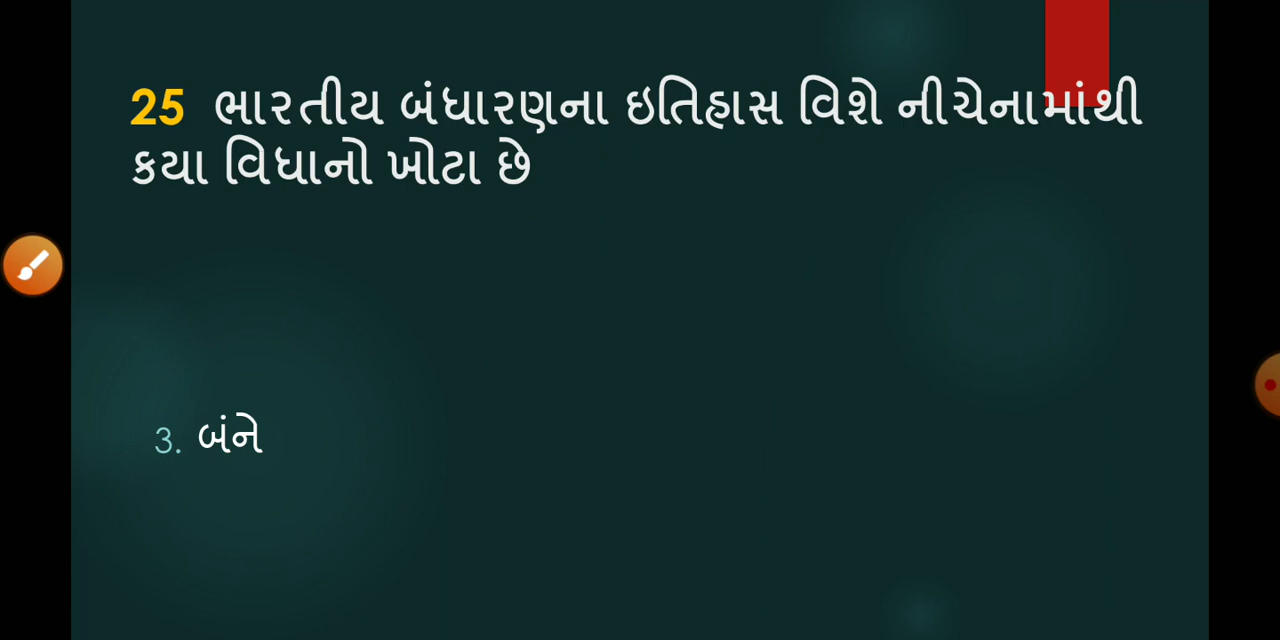 25 ભારતીય બંધારણના ઇતિહાસ વિશે નીચેનામાંથી
કયા વિધાનો ખોટા છે
3. બંને